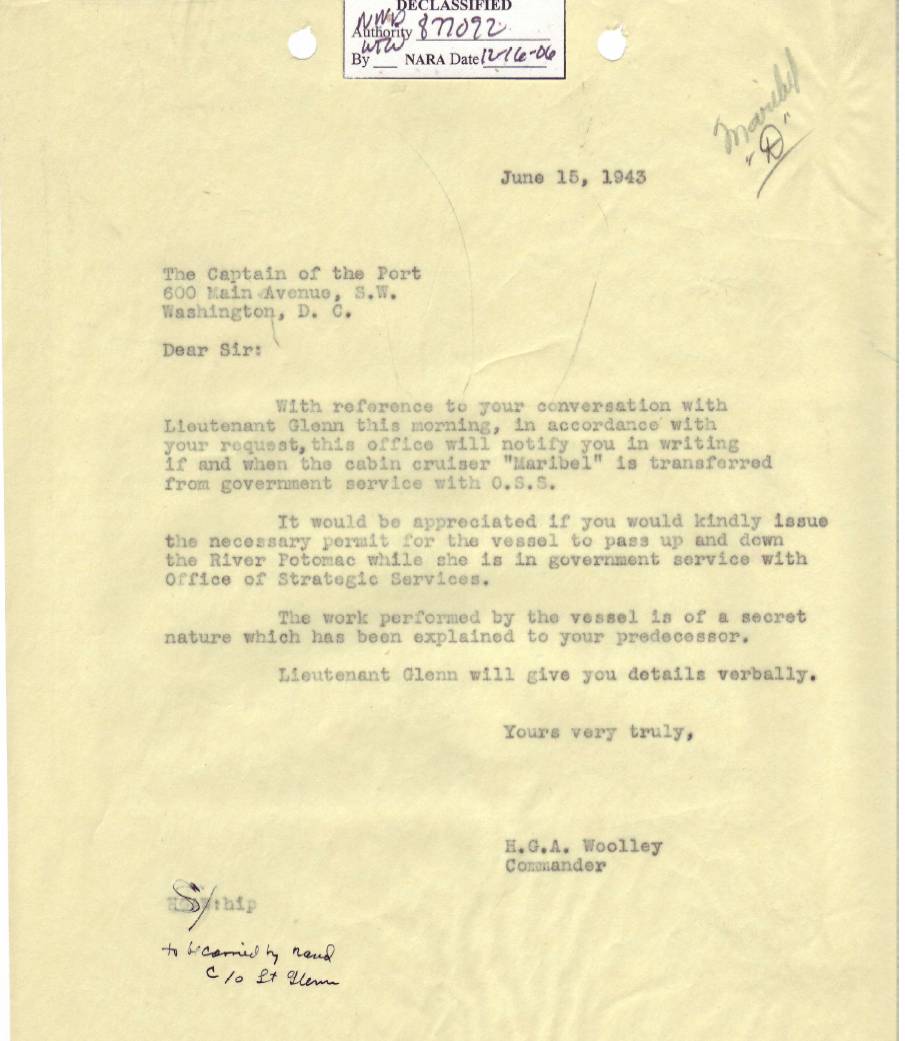 DECLASSIFIED
NND
Authority 877092
By WTW NARA Date 12-16-06
Maribel
"D"
June 15, 1943
The Captain of the Port
600 Main Avenue, S.W.
Washington, D. C.
Dear Sir:
With reference to your conversation with
Lieutenant Glenn this morning, in accordance with
your request, this office will notify you in writing
if and when the cabin cruiser "Maribel" is transferred
from government service with O.S.S.
It would be appreciated if you would kindly issue
the necessary permit for the vessel to pass up and down
the River Potomac while she is in government service with
Office of Strategic Services.
The work performed by the vessel is of a secret
nature which has been explained to your predecessor.
Lieutenant Glenn will give you details verbally.
Yours very truly,
H.G.A. Woolley
Commander
:hip
to be carried by hand
c/o Lt Glenn